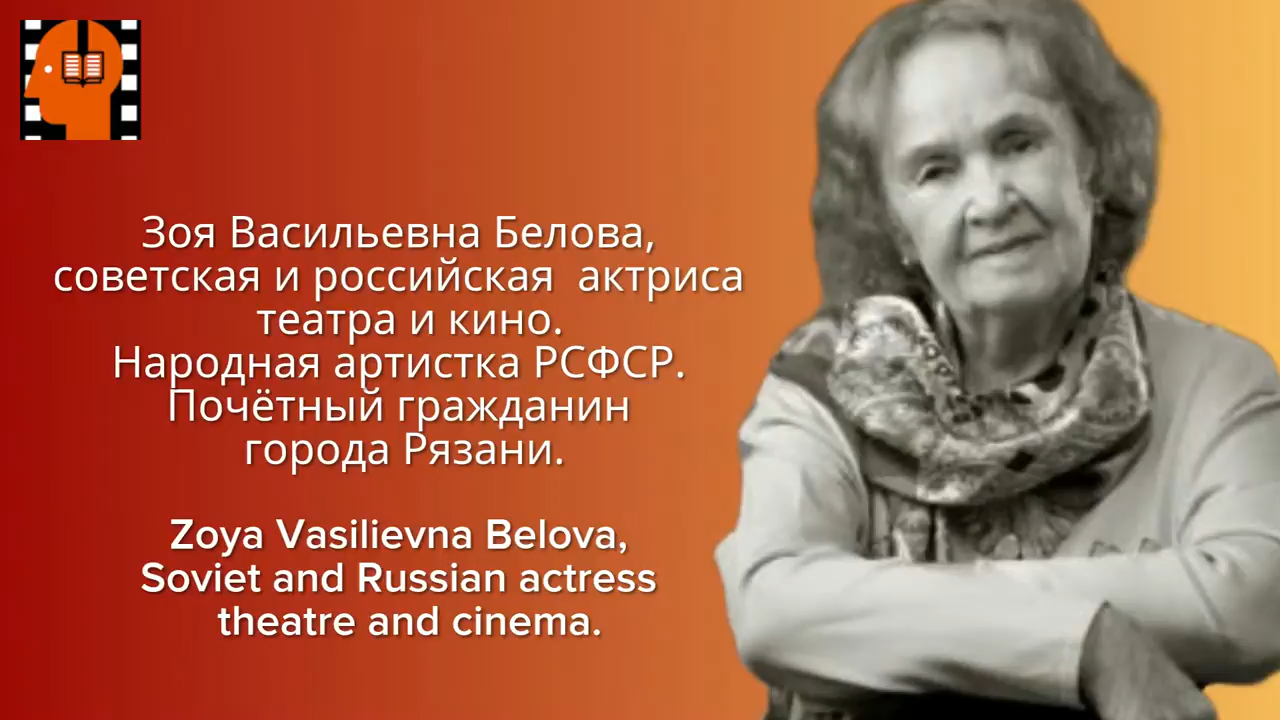 Зоя Васильевна Белова,
советская и российская актриса
театра и кино.
Народная артистка РСФСР.
Почётный гражданин
города Рязани.
Zoya Vasilievna Belova,
Soviet and Russian actress
theatre and cinema.